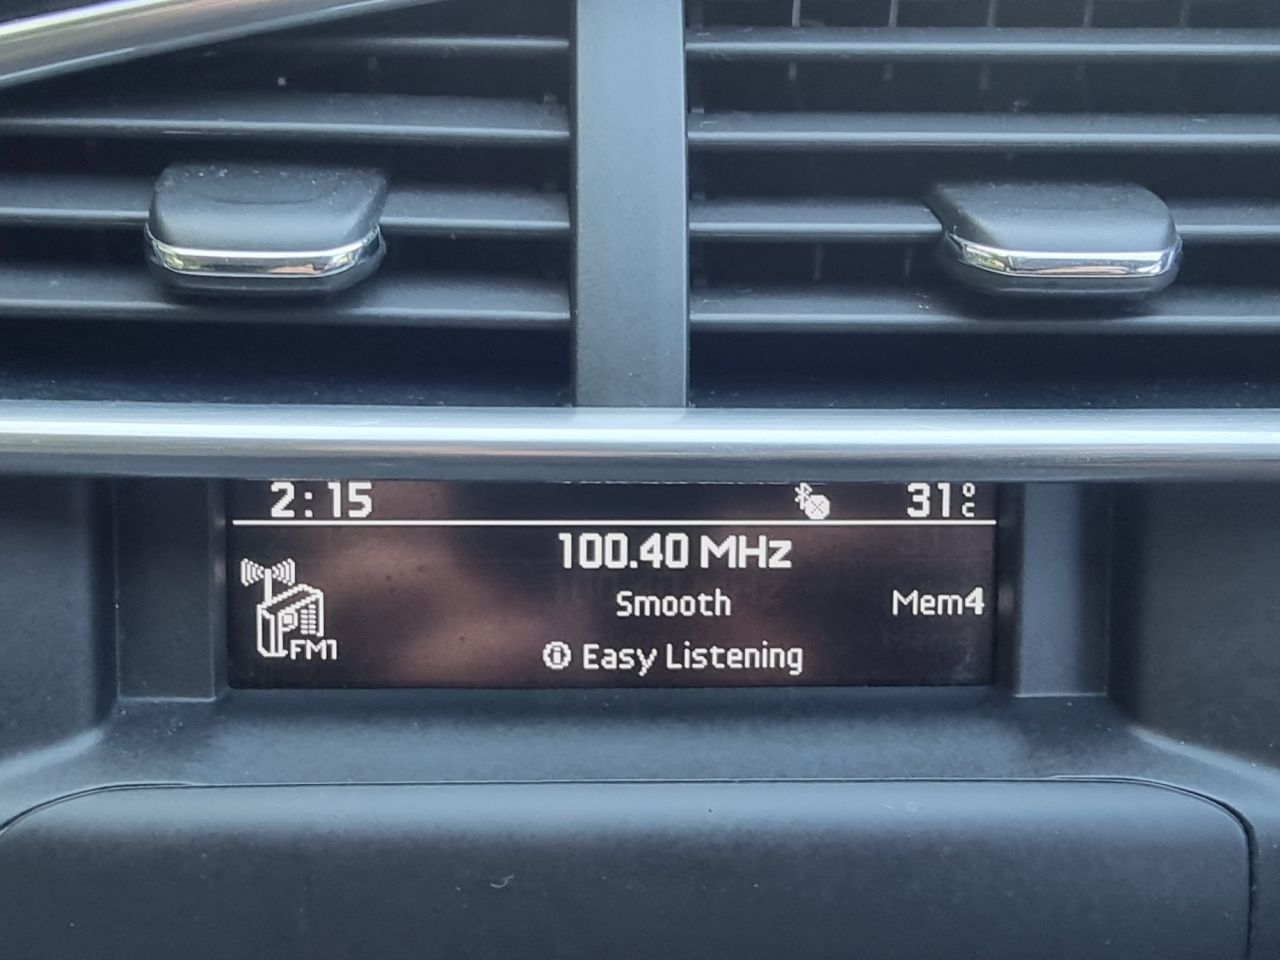 2:15 31°C
100.40 MHz
Smooth Mem4
Easy Listening
FM1